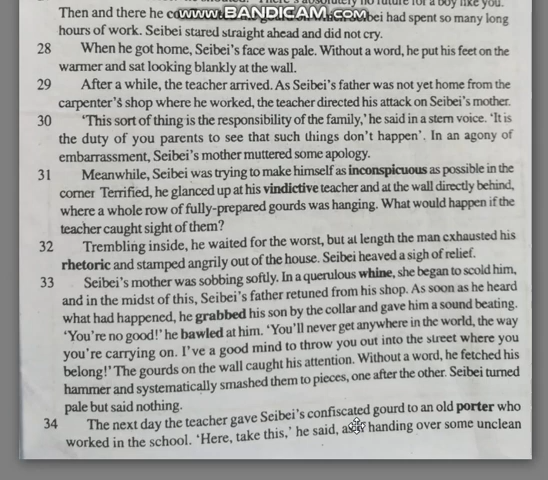 absolutely no future for a boy like you.
Then and there he www.BANDICAM.com Seibei had spent so many long
hours of work. Seibei stared straight ahead and did not cry.
28 When he got home, Seibei's face was pale. Without a word, he put his feet on the
warmer and sat looking blankly at the wall.
29 After a while, the teacher arrived. As Seibei's father was not yet home from the
carpenter's shop where he worked, the teacher directed his attack on Seibei's mother.
30 'This sort of thing is the responsibility of the family,' he said in a stern voice. 'It is
the duty of you parents to see that such things don't happen'. In an agony of
embarrassment, Seibei's mother muttered some apology.
31 Meanwhile, Seibei was trying to make himself as inconspicuous as possible in the
corner Terrified, he glanced up at his vindictive teacher and at the wall directly behind,
where a whole row of fully-prepared gourds was hanging. What would happen if the
teacher caught sight of them?
32 Trembling inside, he waited for the worst, but at length the man exhausted his
rhetoric and stamped angrily out of the house. Seibei heaved a sigh of relief.
33 Seibei's mother was sobbing softly. In a querulous whine, she began to scold him,
and in the midst of this, Seibei's father retuned from his shop. As soon as he heard
what had happened, he grabbed his son by the collar and gave him a sound beating.
'You're no good!' he bawled at him. 'You'll never get anywhere in the world, the way
you're carrying on. I've a good mind to throw you out into the street where you
belong!' The gourds on the wall caught his attention. Without a word, he fetched his
hammer and systematically smashed them to pieces, one after the other. Seibei turned
pale but said nothing.
34 The next day the teacher gave Seibei's confiscated gourd to an old porter who
worked in the school. 'Here, take this,' he said, as if handing over some unclean